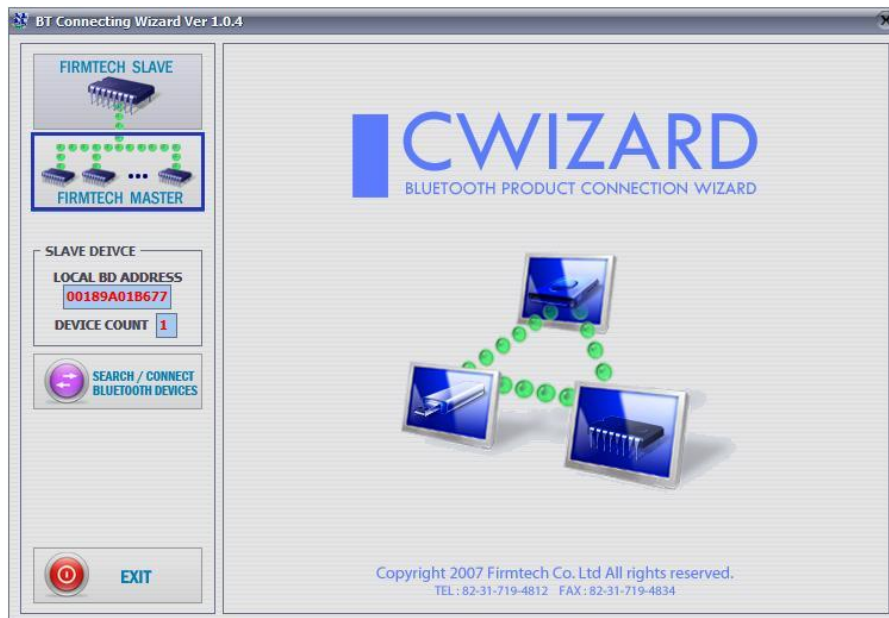 BT Connecting Wizard Ver 1.0.4
FIRMTECH SLAVE
FIRMTECH MASTER
SLAVE DEIVCE
LOCAL BD ADDRESS
00189A01B677
DEVICE COUNT 1
SEARCH / CONNECT
BLUETOOTH DEVICES
EXIT
CWIZARD
BLUETOOTH PRODUCT CONNECTION WIZARD
Copyright 2007 Firmtech Co. Ltd All rights reserved.
TEL : 82-31-719-4812 FAX : 82-31-719-4834